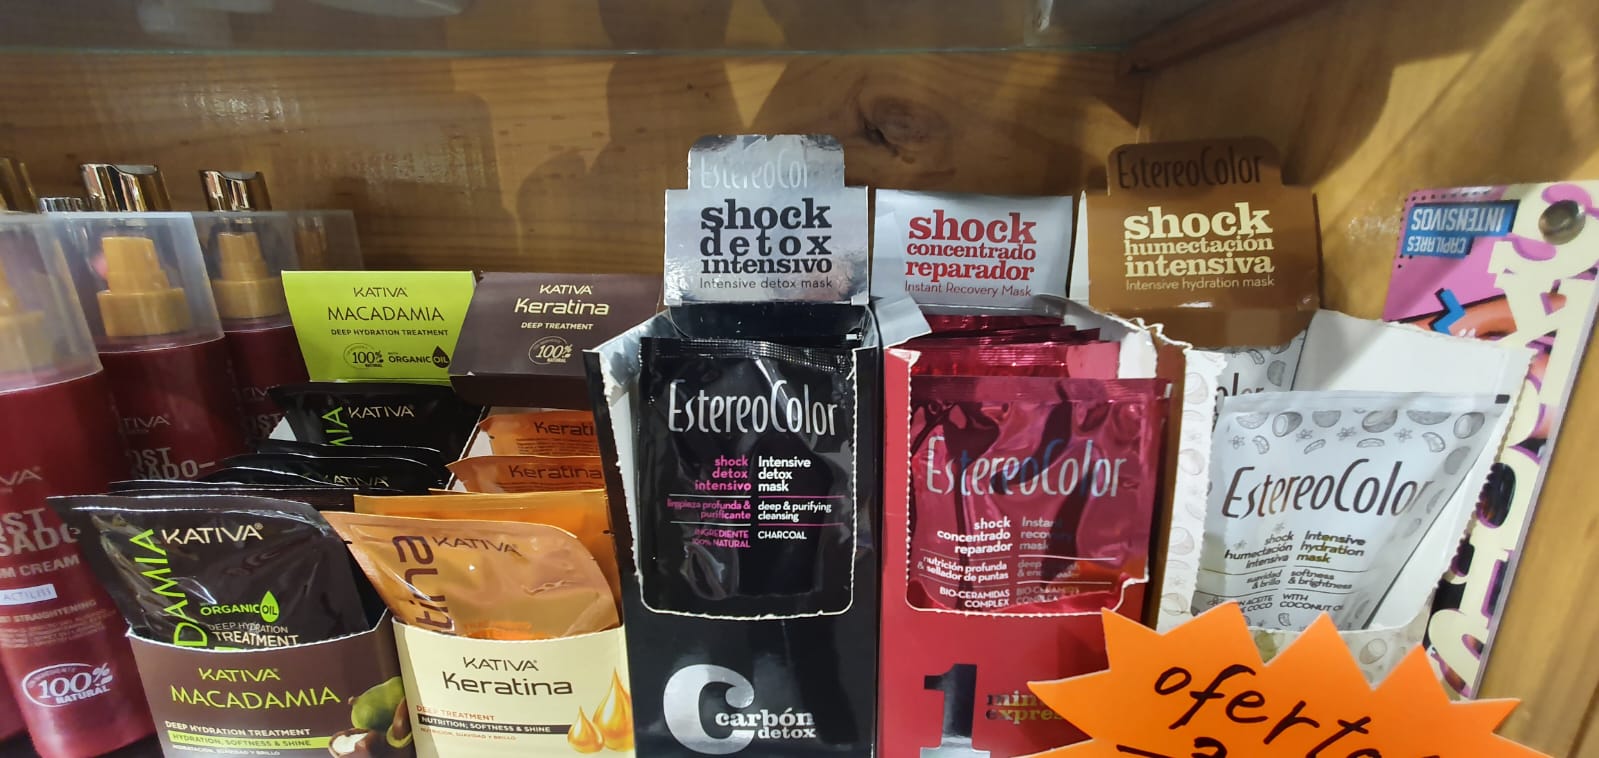 KATIVA
MACADAMIA
DEEP HYDRATION TREATMENT
100%
NATURAL
ORGANIC OIL
KATIVA
Keratina
DEEP TREATMENT
100%
NATURAL
EstereoColor
shock
detox
intensivo
Intensive detox mask
shock
concentrado
reparador
Instant Recovery Mask
EstereoColor
shock
humectación
intensiva
Intensive hydration mask
INTENSIVOS
CAPILARES
KATIVA
Keratina
KATIVA
100%
NATURAL
KATIVA
ORGANIC OIL
DEEP HYDRATION
TREATMENT
KATIVA
MACADAMIA
DEEP HYDRATION TREATMENT
HYDRATION, SOFTNESS & SHINE
HIDRATACIÓN, SUAVIDAD Y BRILLO
KATIVA
KATIVA
Keratina
DEEP TREATMENT
NUTRITION, SOFTNESS & SHINE
NUTRICIÓN, SUAVIDAD Y BRILLO
EstereoColor
shock
detox
intensivo
limpieza profunda &
purificante
INGREDIENTE
100% NATURAL
Intensive
detox
mask
deep & purifying
cleansing
CHARCOAL
carbón
detox
EstereoColor
shock
concentrado
reparador
nutrición profunda
& sellador de puntas
BIO-CERAMIDAS
COMPLEX
1
EstereoColor
shock
humectación
intensiva
suavidad
& brillo
Intensive
hydration
mask
softness
& brightness
WITH
COCONUT
oferta